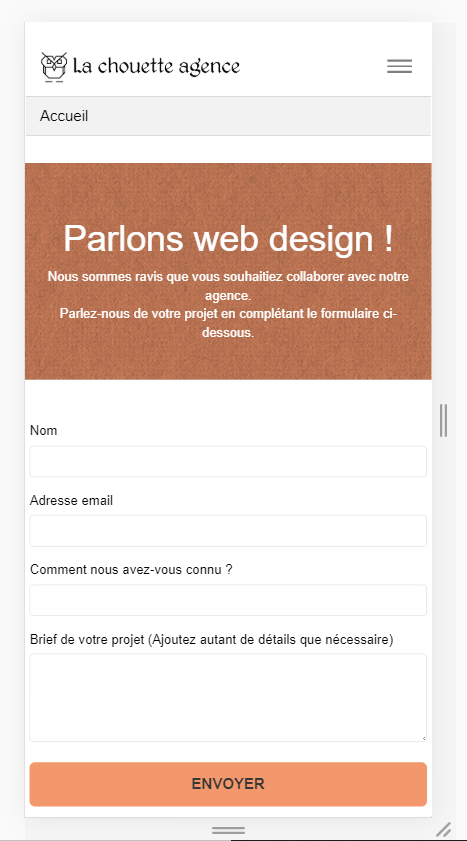 La chouette agence
Accueil
Parlons web design !
Nous sommes ravis que vous souhaitiez collaborer avec notre
agence.
Parlez-nous de votre projet en complétant le formulaire ci-
dessous.
Nom
Adresse email
Comment nous avez-vous connu ?
Brief de votre projet (Ajoutez autant de détails que nécessaire)
ENVOYER